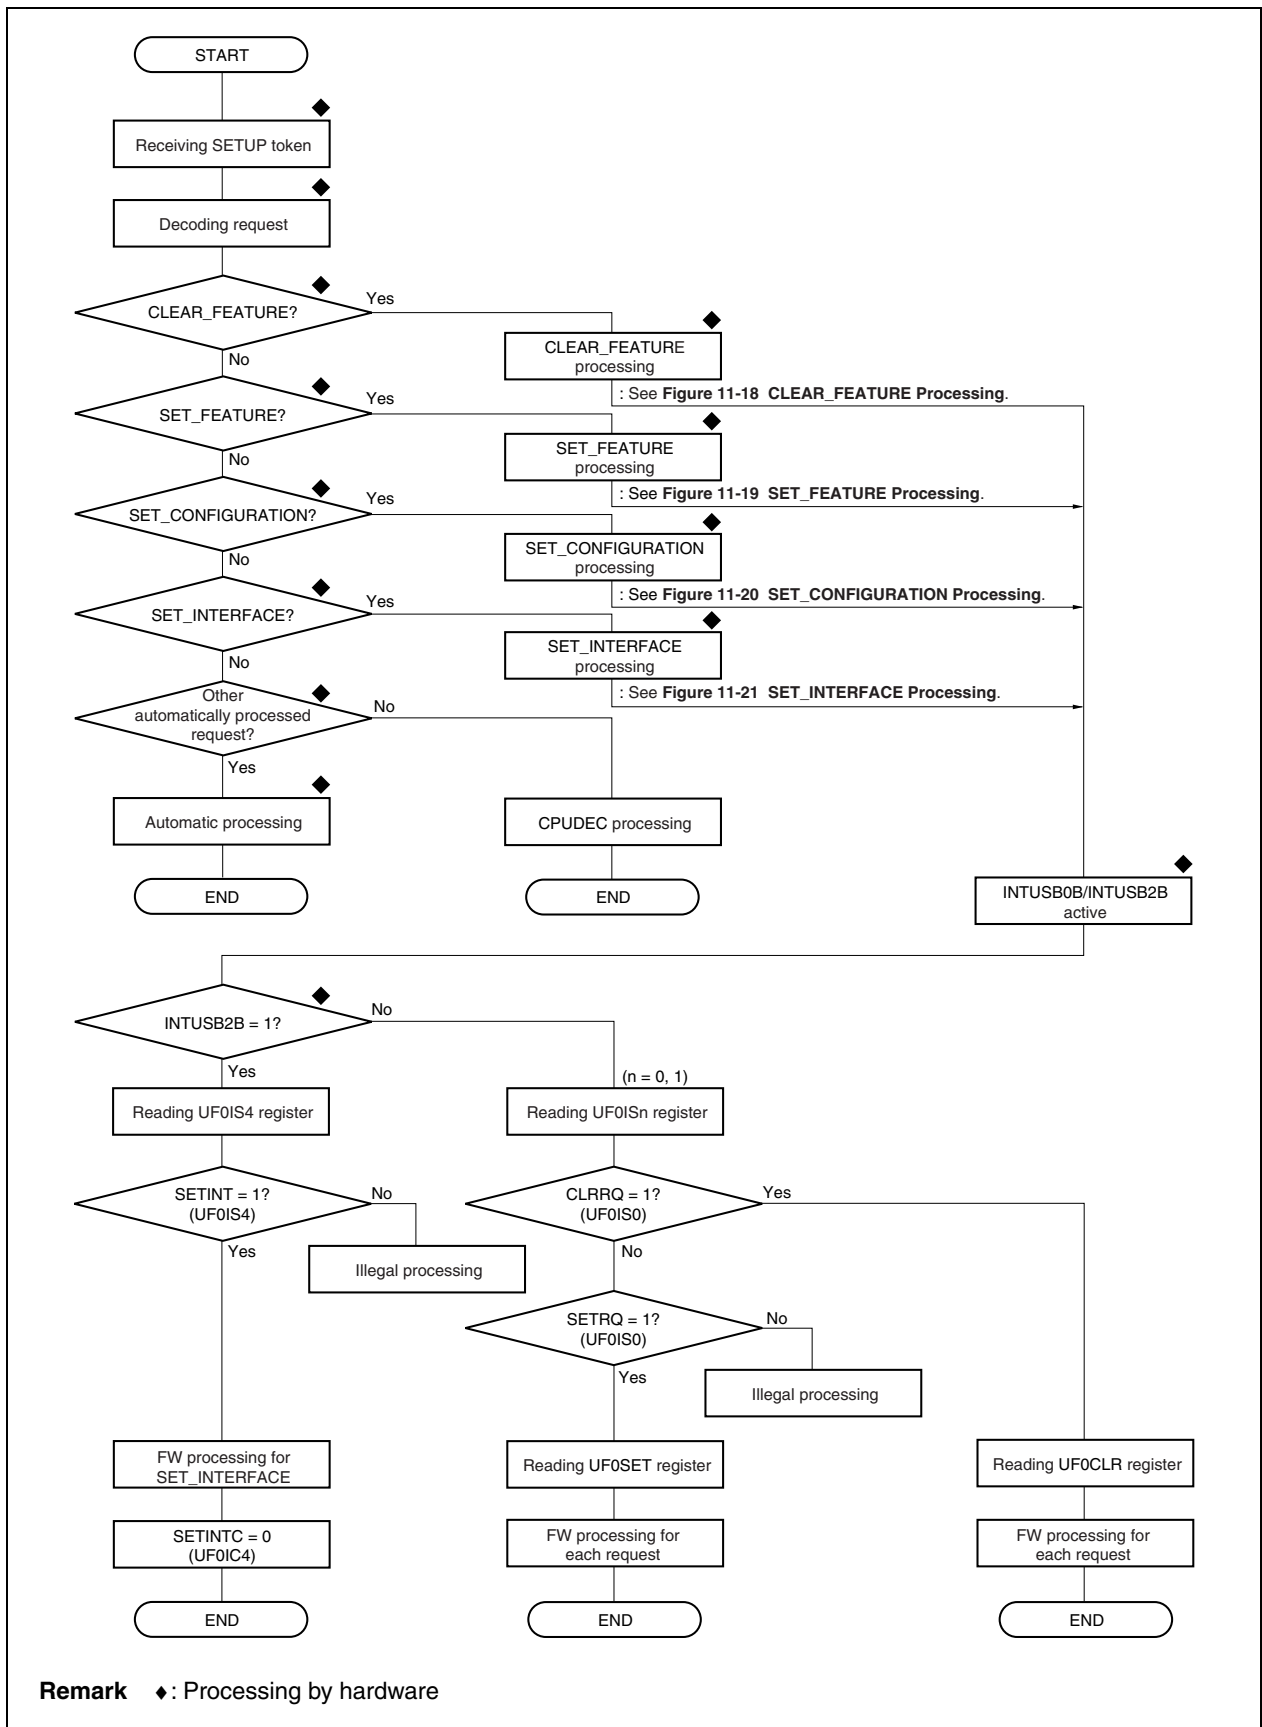 START
Receiving SETUP token
Decoding request
CLEAR_FEATURE?
Yes
No
CLEAR_FEATURE
processing
: See Figure 11-18  CLEAR_FEATURE Processing.
SET_FEATURE?
Yes
No
SET_FEATURE
processing
: See Figure 11-19  SET_FEATURE Processing.
SET_CONFIGURATION?
Yes
No
SET_CONFIGURATION
processing
: See Figure 11-20  SET_CONFIGURATION Processing.
SET_INTERFACE?
Yes
No
SET_INTERFACE
processing
: See Figure 11-21  SET_INTERFACE Processing.
Other
automatically processed
request?
No
Yes
Automatic processing
CPUDEC processing
END
END
INTUSB0B/INTUSB2B
active
INTUSB2B = 1?
No
Yes
(n = 0, 1)
Reading UF0IS4 register
Reading UF0ISn register
SETINT = 1?
(UF0IS4)
No
Yes
Illegal processing
CLRRQ = 1?
(UF0IS0)
Yes
No
SETRQ = 1?
(UF0IS0)
No
Yes
Illegal processing
FW processing for
SET_INTERFACE
Reading UF0SET register
Reading UF0CLR register
SETINTC = 0
(UF0IC4)
FW processing for
each request
FW processing for
each request
END
END
END
Remark ♦: Processing by hardware